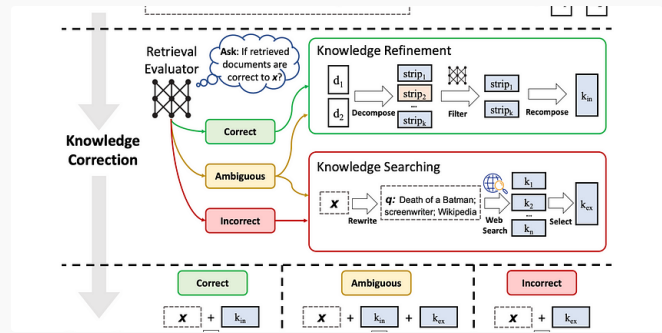 Retrieval
Evaluator
Ask: If retrieved
documents are
correct to x?
Knowledge
Correction
Correct
Ambiguous
Incorrect
Knowledge Refinement
d1
d2
Decompose
strip1
strip2
...
stripk
Filter
strip1
stripk
Recompose
kin
Knowledge Searching
x
Rewrite
q: Death of a Batman;
screenwriter; Wikipedia
Web
Search
k1
k2
...
kn
Select
kex
Correct
x + kin
Ambiguous
x + kin + kex
Incorrect
x + kex